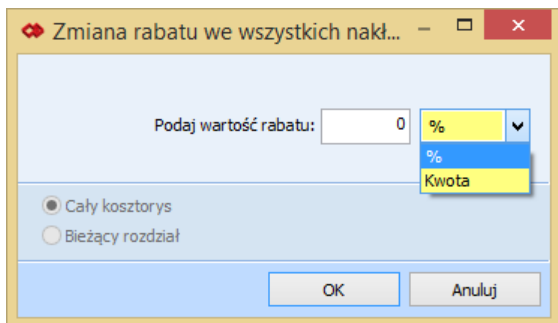 Zmiana rabatu we wszystkich nakł...
Podaj wartość rabatu: 0 %
%
Kwota
Cały kosztorys
Bieżący rozdział
OK Anuluj